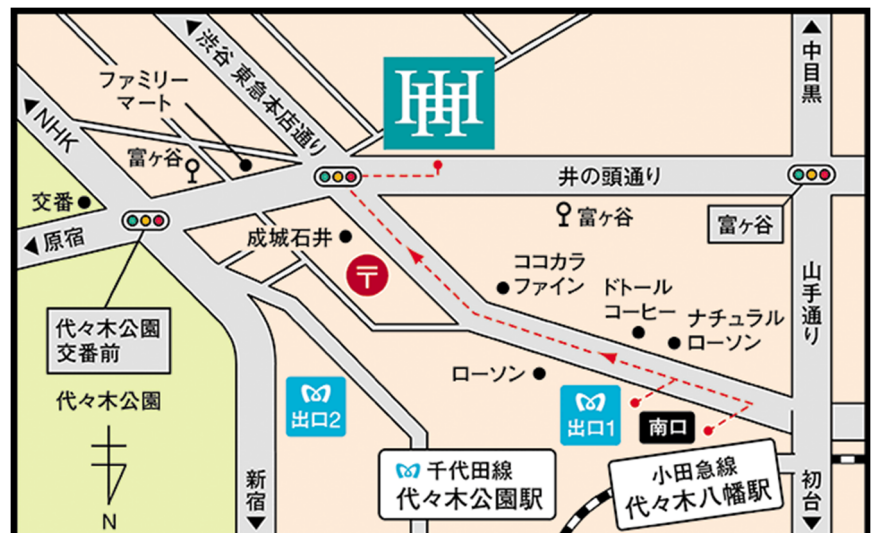 渋谷 東急本店通り
中目黒
ファミリー
マート
HH
NHK
富ヶ谷
井の頭通り
交番
富ヶ谷
富ヶ谷
原宿
成城石井
〒
ココカラ
ファイン
ドトール
コーヒー
ナチュラル
ローソン
山手通り
代々木公園
交番前
ローソン
代々木公園
出口2
出口1
南口
千代田線
代々木公園駅
小田急線
代々木八幡駅
新宿
初台
N